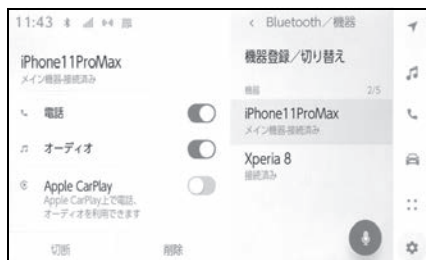 11:43
iPhone11ProMax
メイン機器-接続済み
電話
オーディオ
Apple CarPlay
Apple CarPlay上で電話、
オーディオを利用できます
切断
削除
< Bluetooth／機器
機器登録／切り替え
機器
2/5
iPhone11ProMax
メイン機器-接続済み
Xperia 8
接続済み